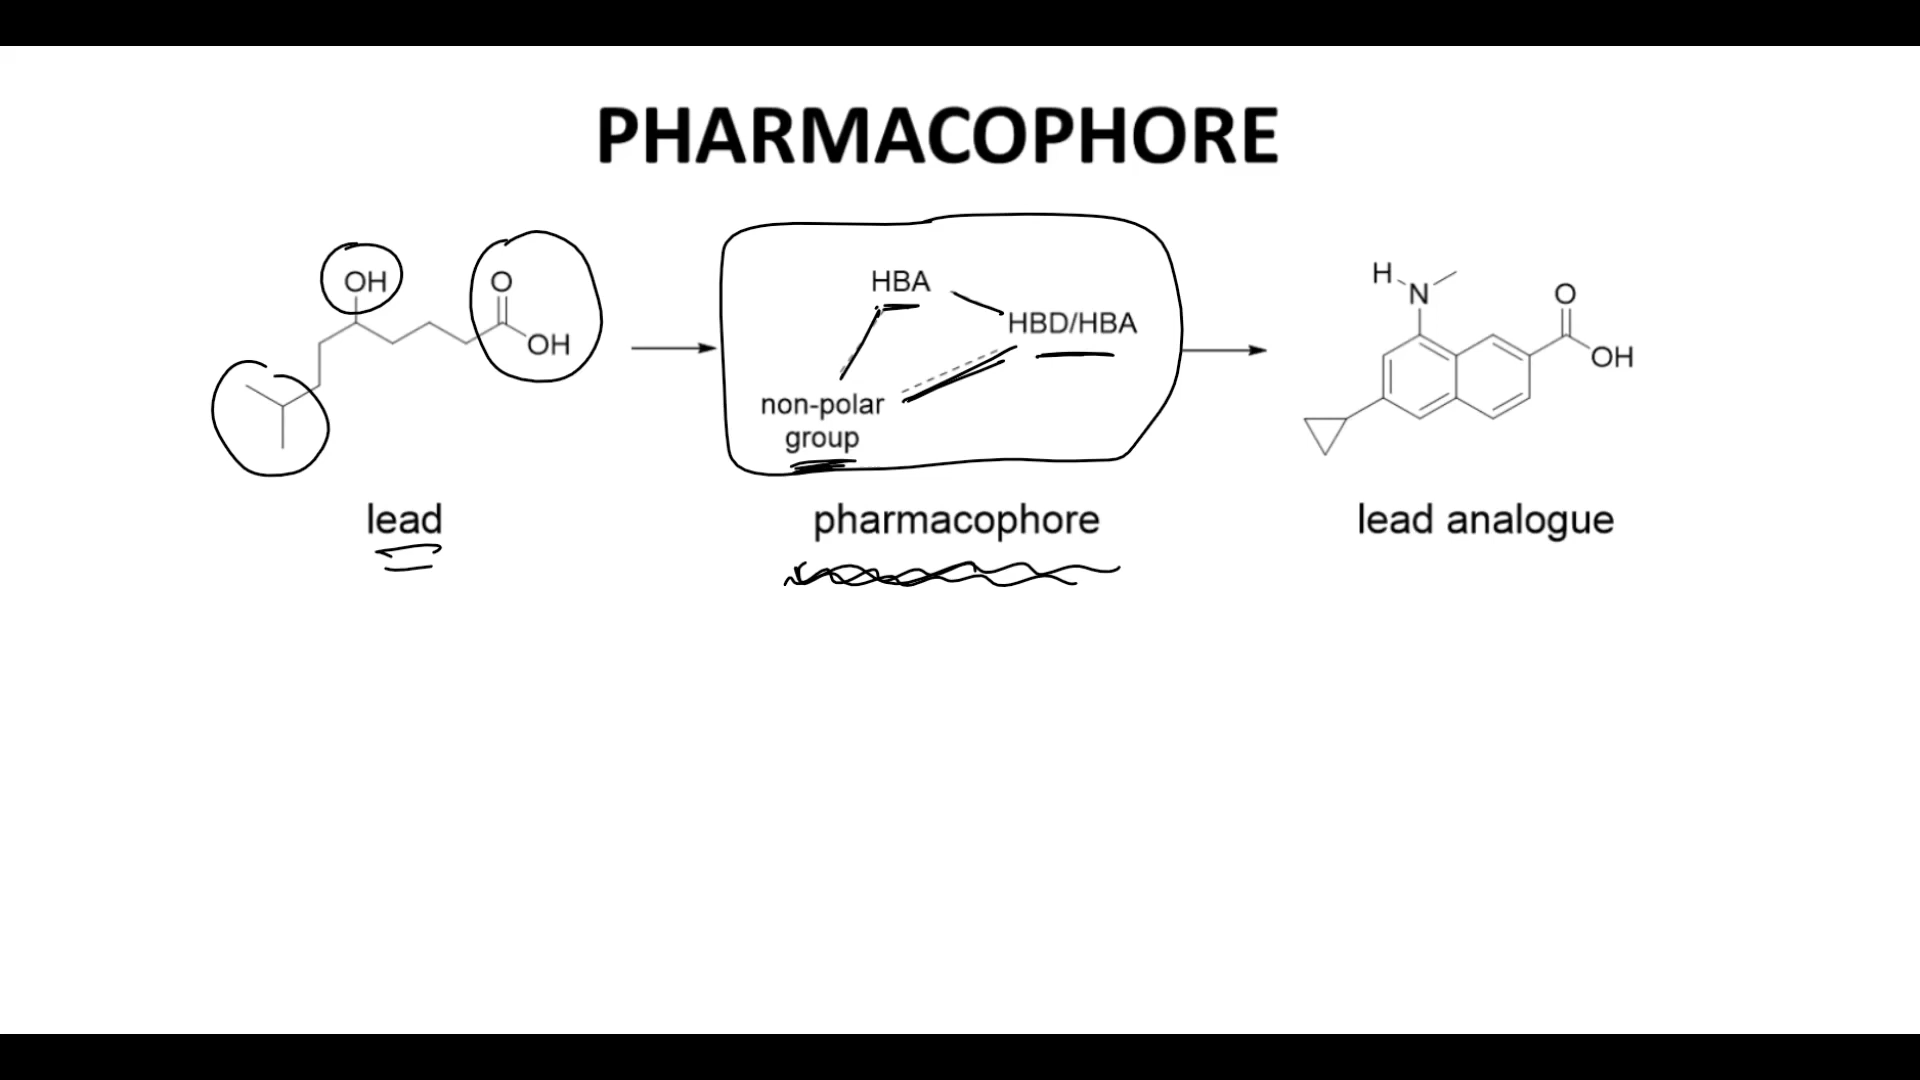 PHARMACOPHORE
OH
O
OH
lead
HBA
HBD/HBA
non-polar
group
pharmacophore
H
N
O
OH
lead analogue